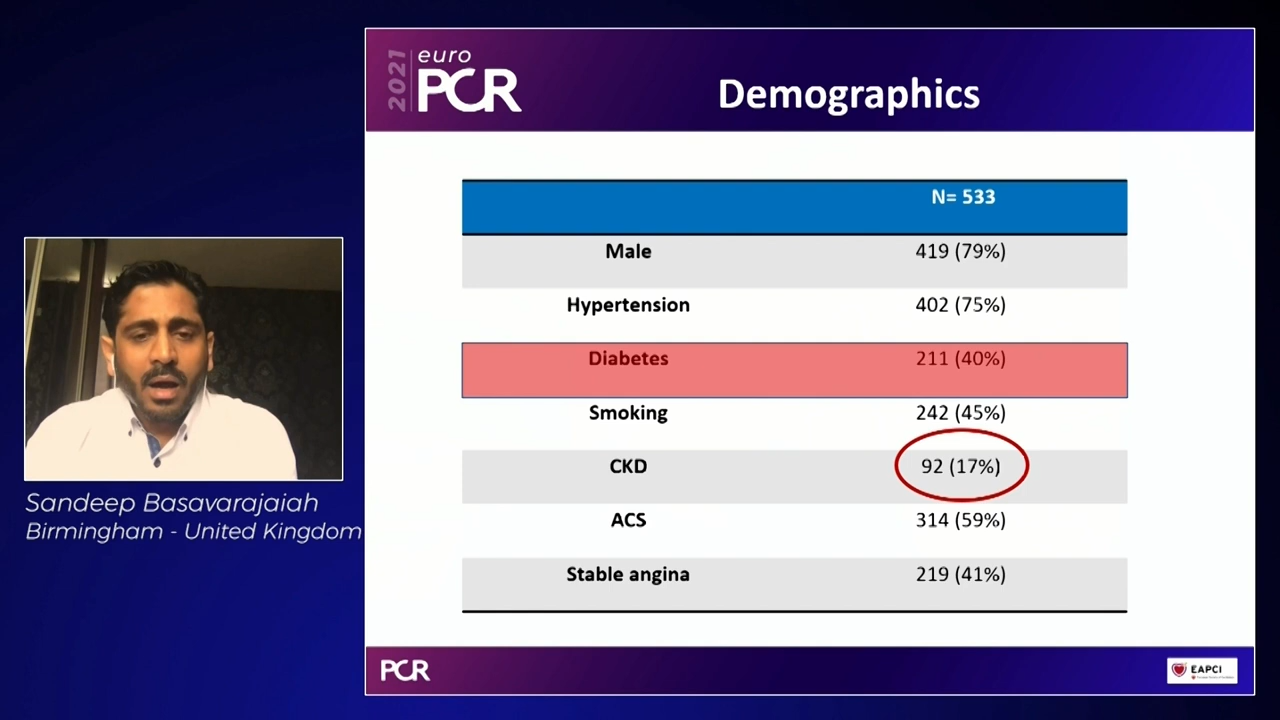 2021 euro
PCR
Demographics
N= 533
Male 419 (79%)
Hypertension 402 (75%)
Diabetes 211 (40%)
Smoking 242 (45%)
CKD 92 (17%)
ACS 314 (59%)
Stable angina 219 (41%)
Sandeep Basavarajaiah
Birmingham - United Kingdom
PCR
EAPCI